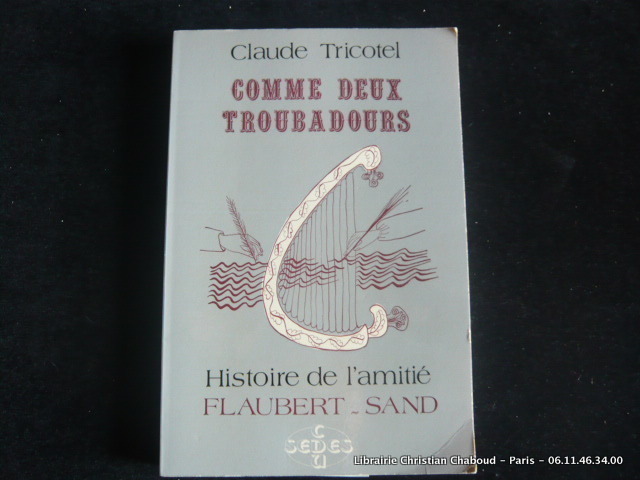 Claude Tricotel
COMME DEUX
TROUBADOURS
Histoire de l'amitié
FLAUBERT - SAND
SEDES
CDU
Librairie Christian Chaboud - Paris - 06.11.46.34.00